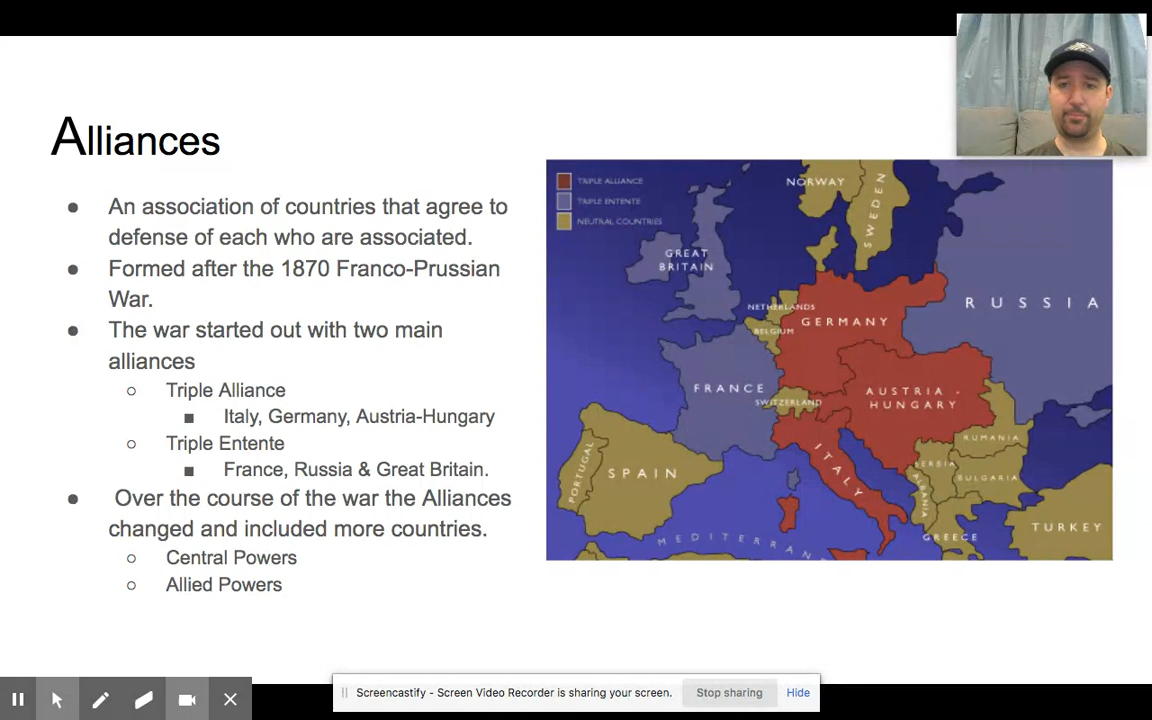 Alliances
An association of countries that agree to
defense of each who are associated.
Formed after the 1870 Franco-Prussian
War.
The war started out with two main
alliances
Triple Alliance
Italy, Germany, Austria-Hungary
Triple Entente
France, Russia & Great Britain.
Over the course of the war the Alliances
changed and included more countries.
Central Powers
Allied Powers
TRIPLE ALLIANCE
TRIPLE ENTENTE
NEUTRAL COUNTRIES
NORWAY
SWEDEN
GREAT
BRITAIN
RUSSIA
NETHERLANDS
BELGIUM
GERMANY
FRANCE
SWITZERLAND
AUSTRIA -
HUNGARY
ITALY
PORTUGAL
SPAIN
RUMANIA
SERBIA
BULGARIA
ALBANIA
GREECE
TURKEY
MEDITERRAN
Screencastify - Screen Video Recorder is sharing your screen.
Stop sharing
Hide